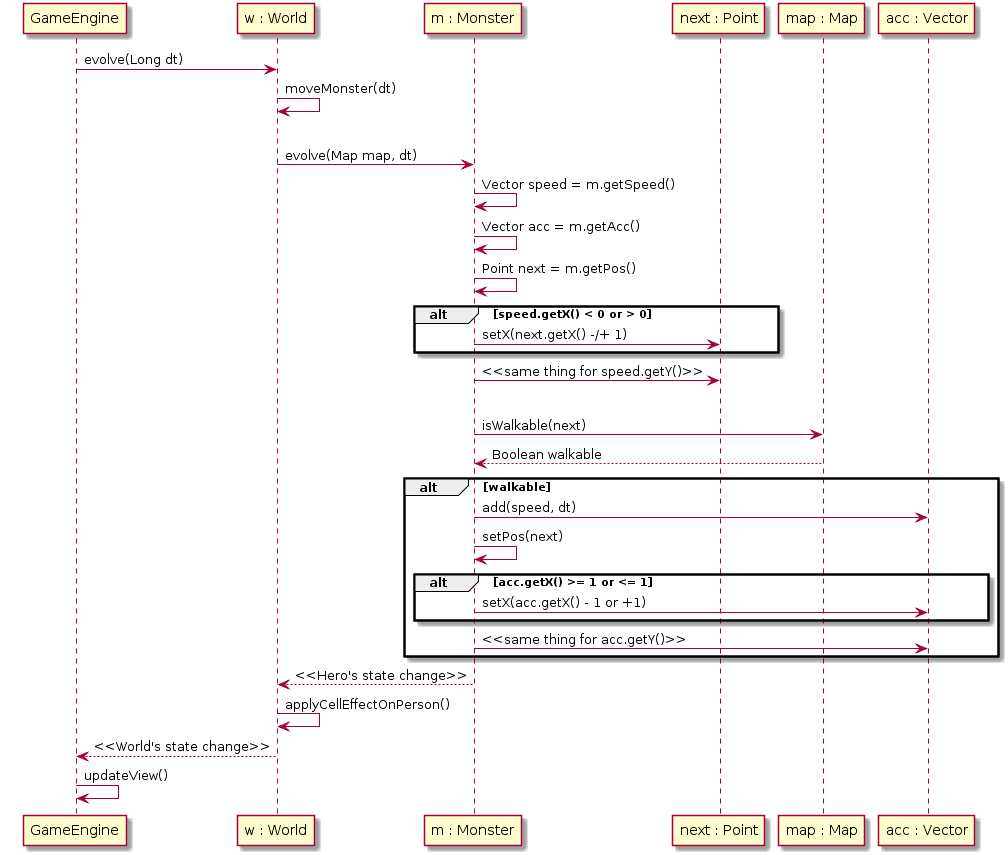 GameEngine
w : World
m : Monster
next : Point
map : Map
acc : Vector
evolve(Long dt)
moveMonster(dt)
evolve(Map map, dt)
Vector speed = m.getSpeed()
Vector acc = m.getAcc()
Point next = m.getPos()
alt [speed.getX() < 0 or > 0]
setX(next.getX() -/+ 1)
<<same thing for speed.getY()>>
isWalkable(next)
Boolean walkable
alt [walkable]
add(speed, dt)
setPos(next)
alt [acc.getX() >= 1 or <= 1]
setX(acc.getX() - 1 or +1)
<<same thing for acc.getY()>>
<<Hero's state change>>
applyCellEffectOnPerson()
<<World's state change>>
updateView()
GameEngine
w : World
m : Monster
next : Point
map : Map
acc : Vector